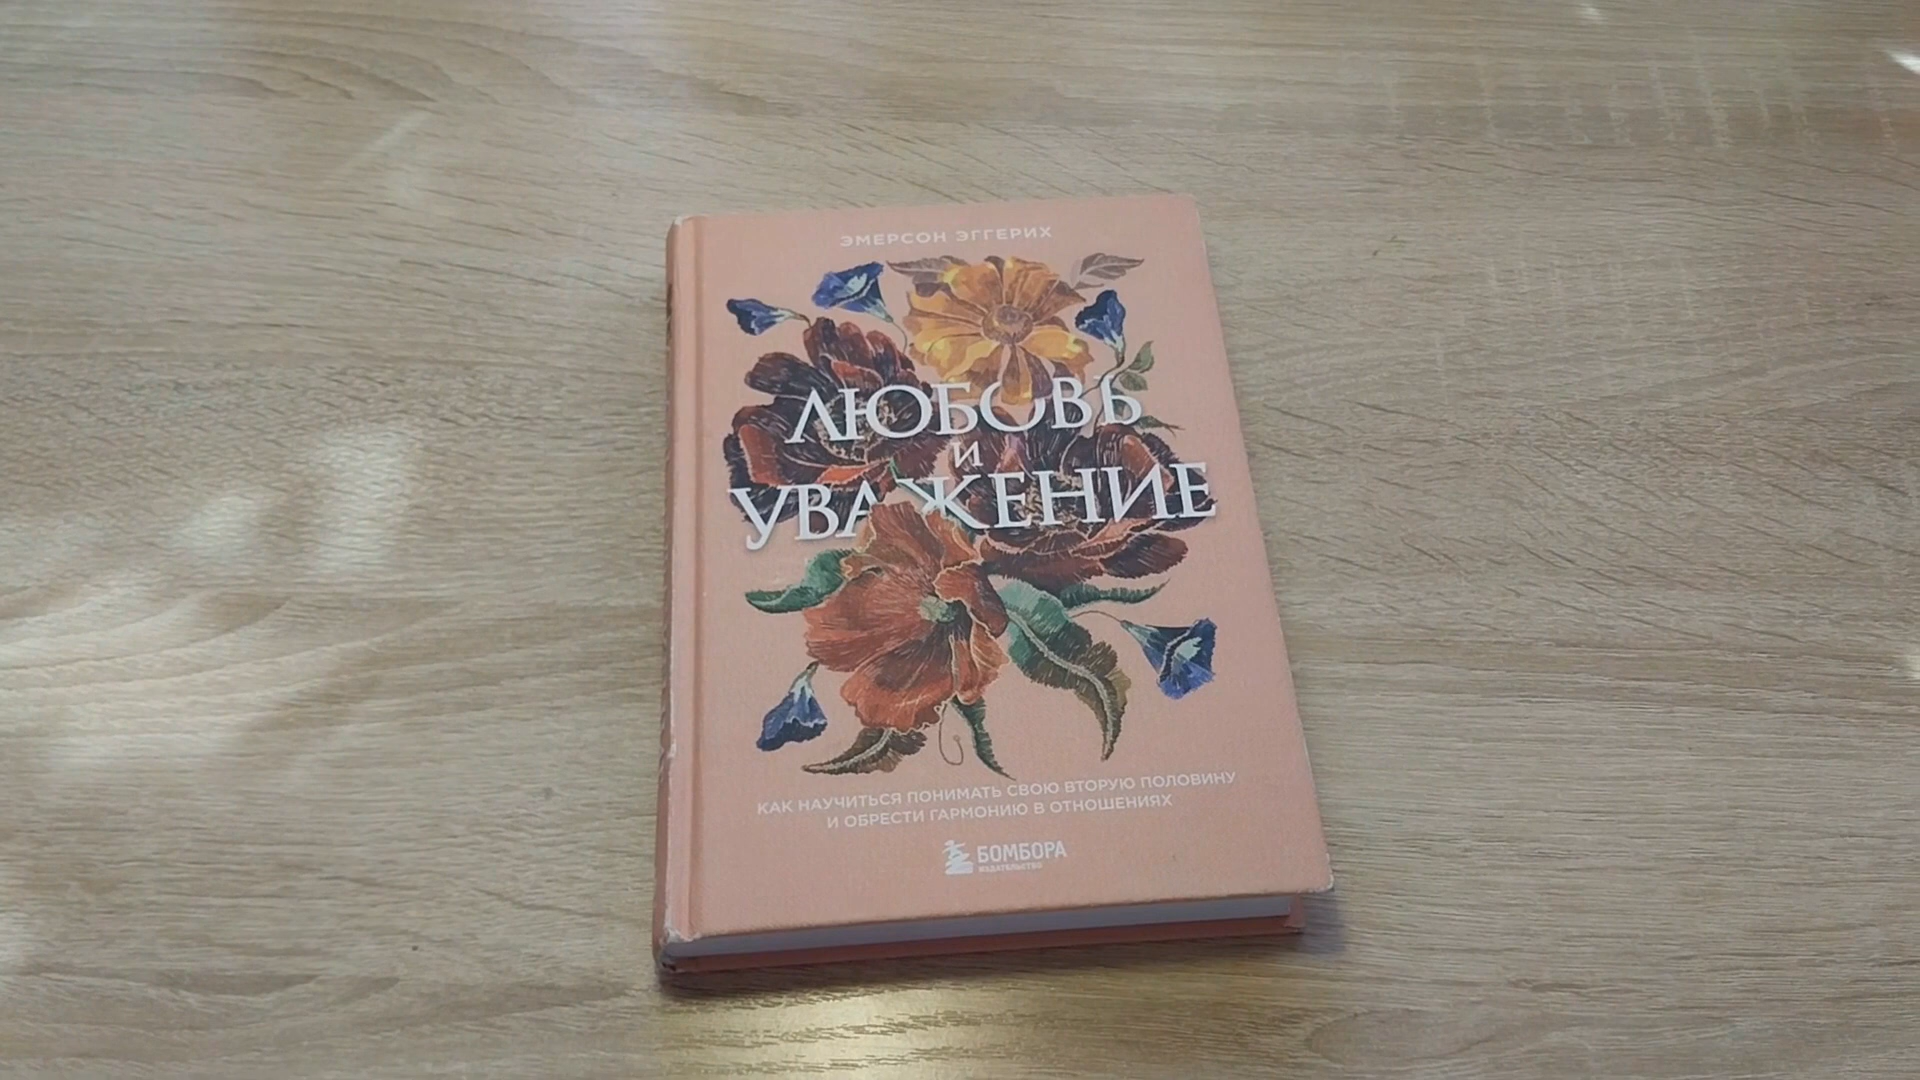 ЭМЕРСОН ЭГГЕРИХ
ЛЮБОВЬ
И
УВАЖЕНИЕ
КАК НАУЧИТЬСЯ ПОНИМАТЬ СВОЮ ВТОРУЮ ПОЛОВИНУ
И ОБРЕСТИ ГАРМОНИЮ В ОТНОШЕНИЯХ
БОМБОРА
ИЗДАТЕЛЬСТВО